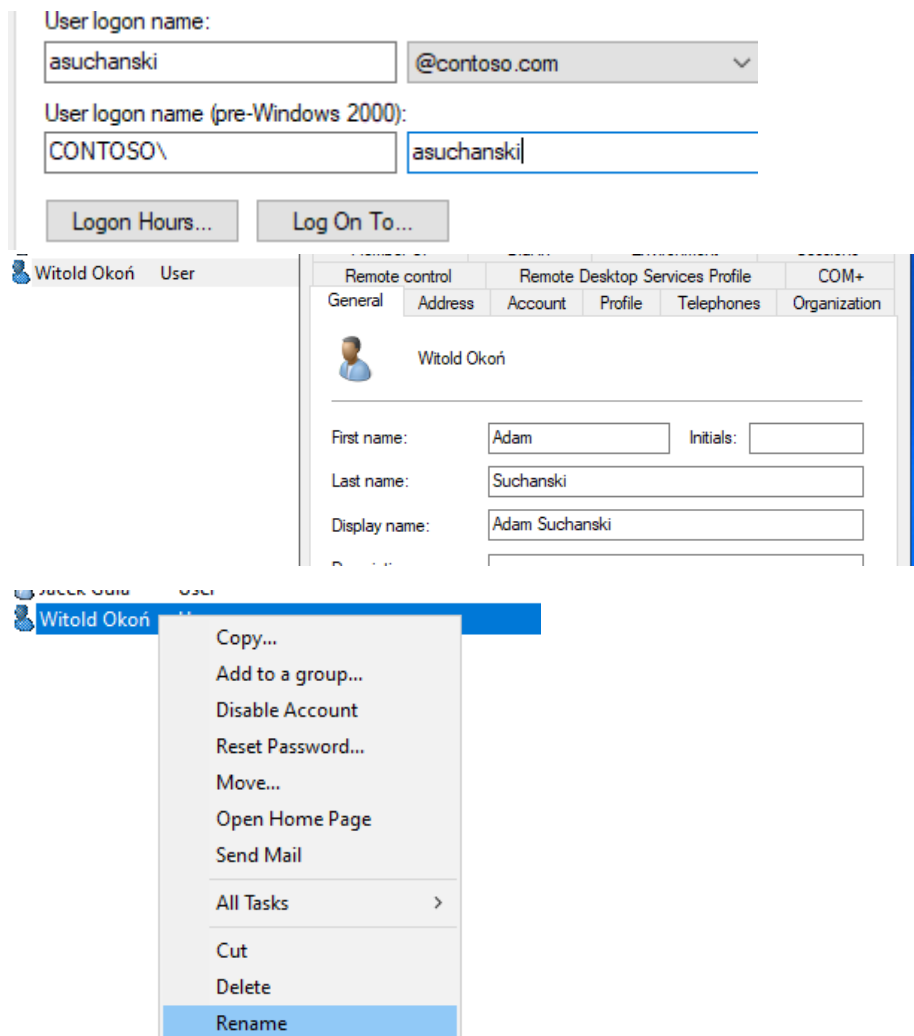 User logon name:
asuchanski @contoso.com
User logon name (pre-Windows 2000):
CONTOSO\ asuchanski
Logon Hours... Log On To...
Witold Okoń User
Remote control Remote Desktop Services Profile COM+
General Address Account Profile Telephones Organization
Witold Okoń
First name: Adam Initials:
Last name: Suchanski
Display name: Adam Suchanski
Witold Okoń
Copy...
Add to a group...
Disable Account
Reset Password...
Move...
Open Home Page
Send Mail
All Tasks >
Cut
Delete
Rename